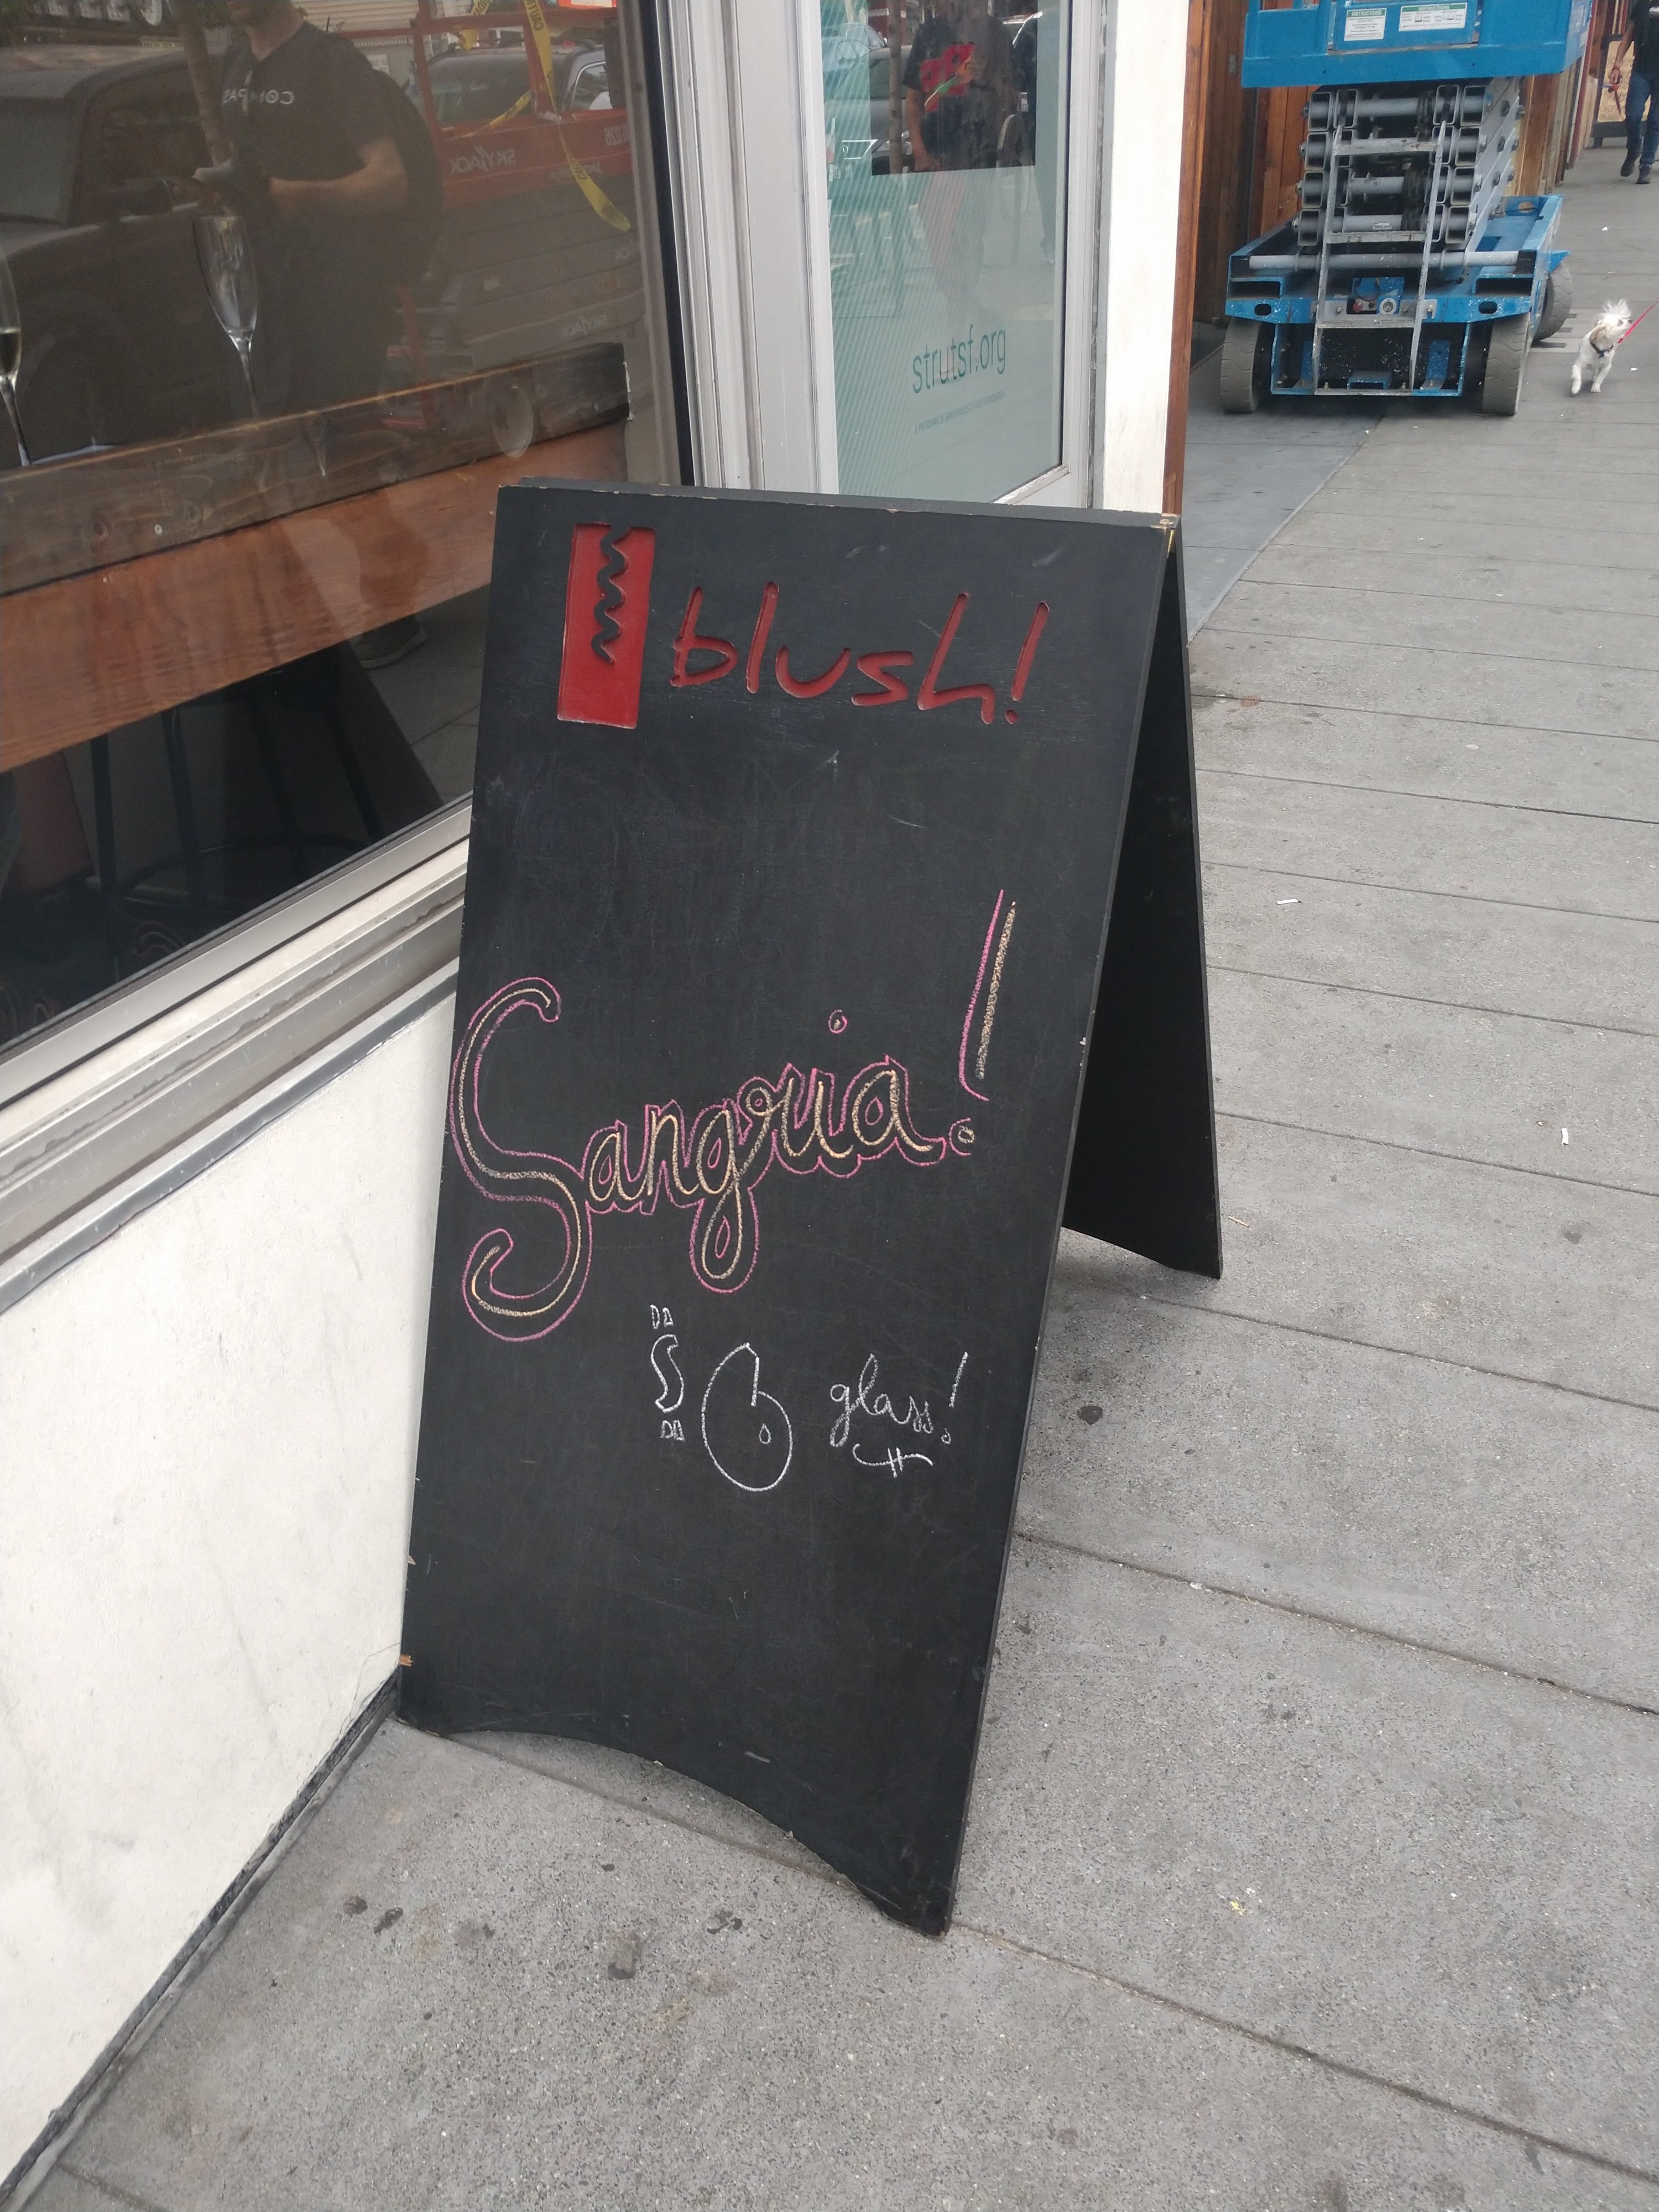 strutsf.org
blush!
Sangria!
$6 glass!